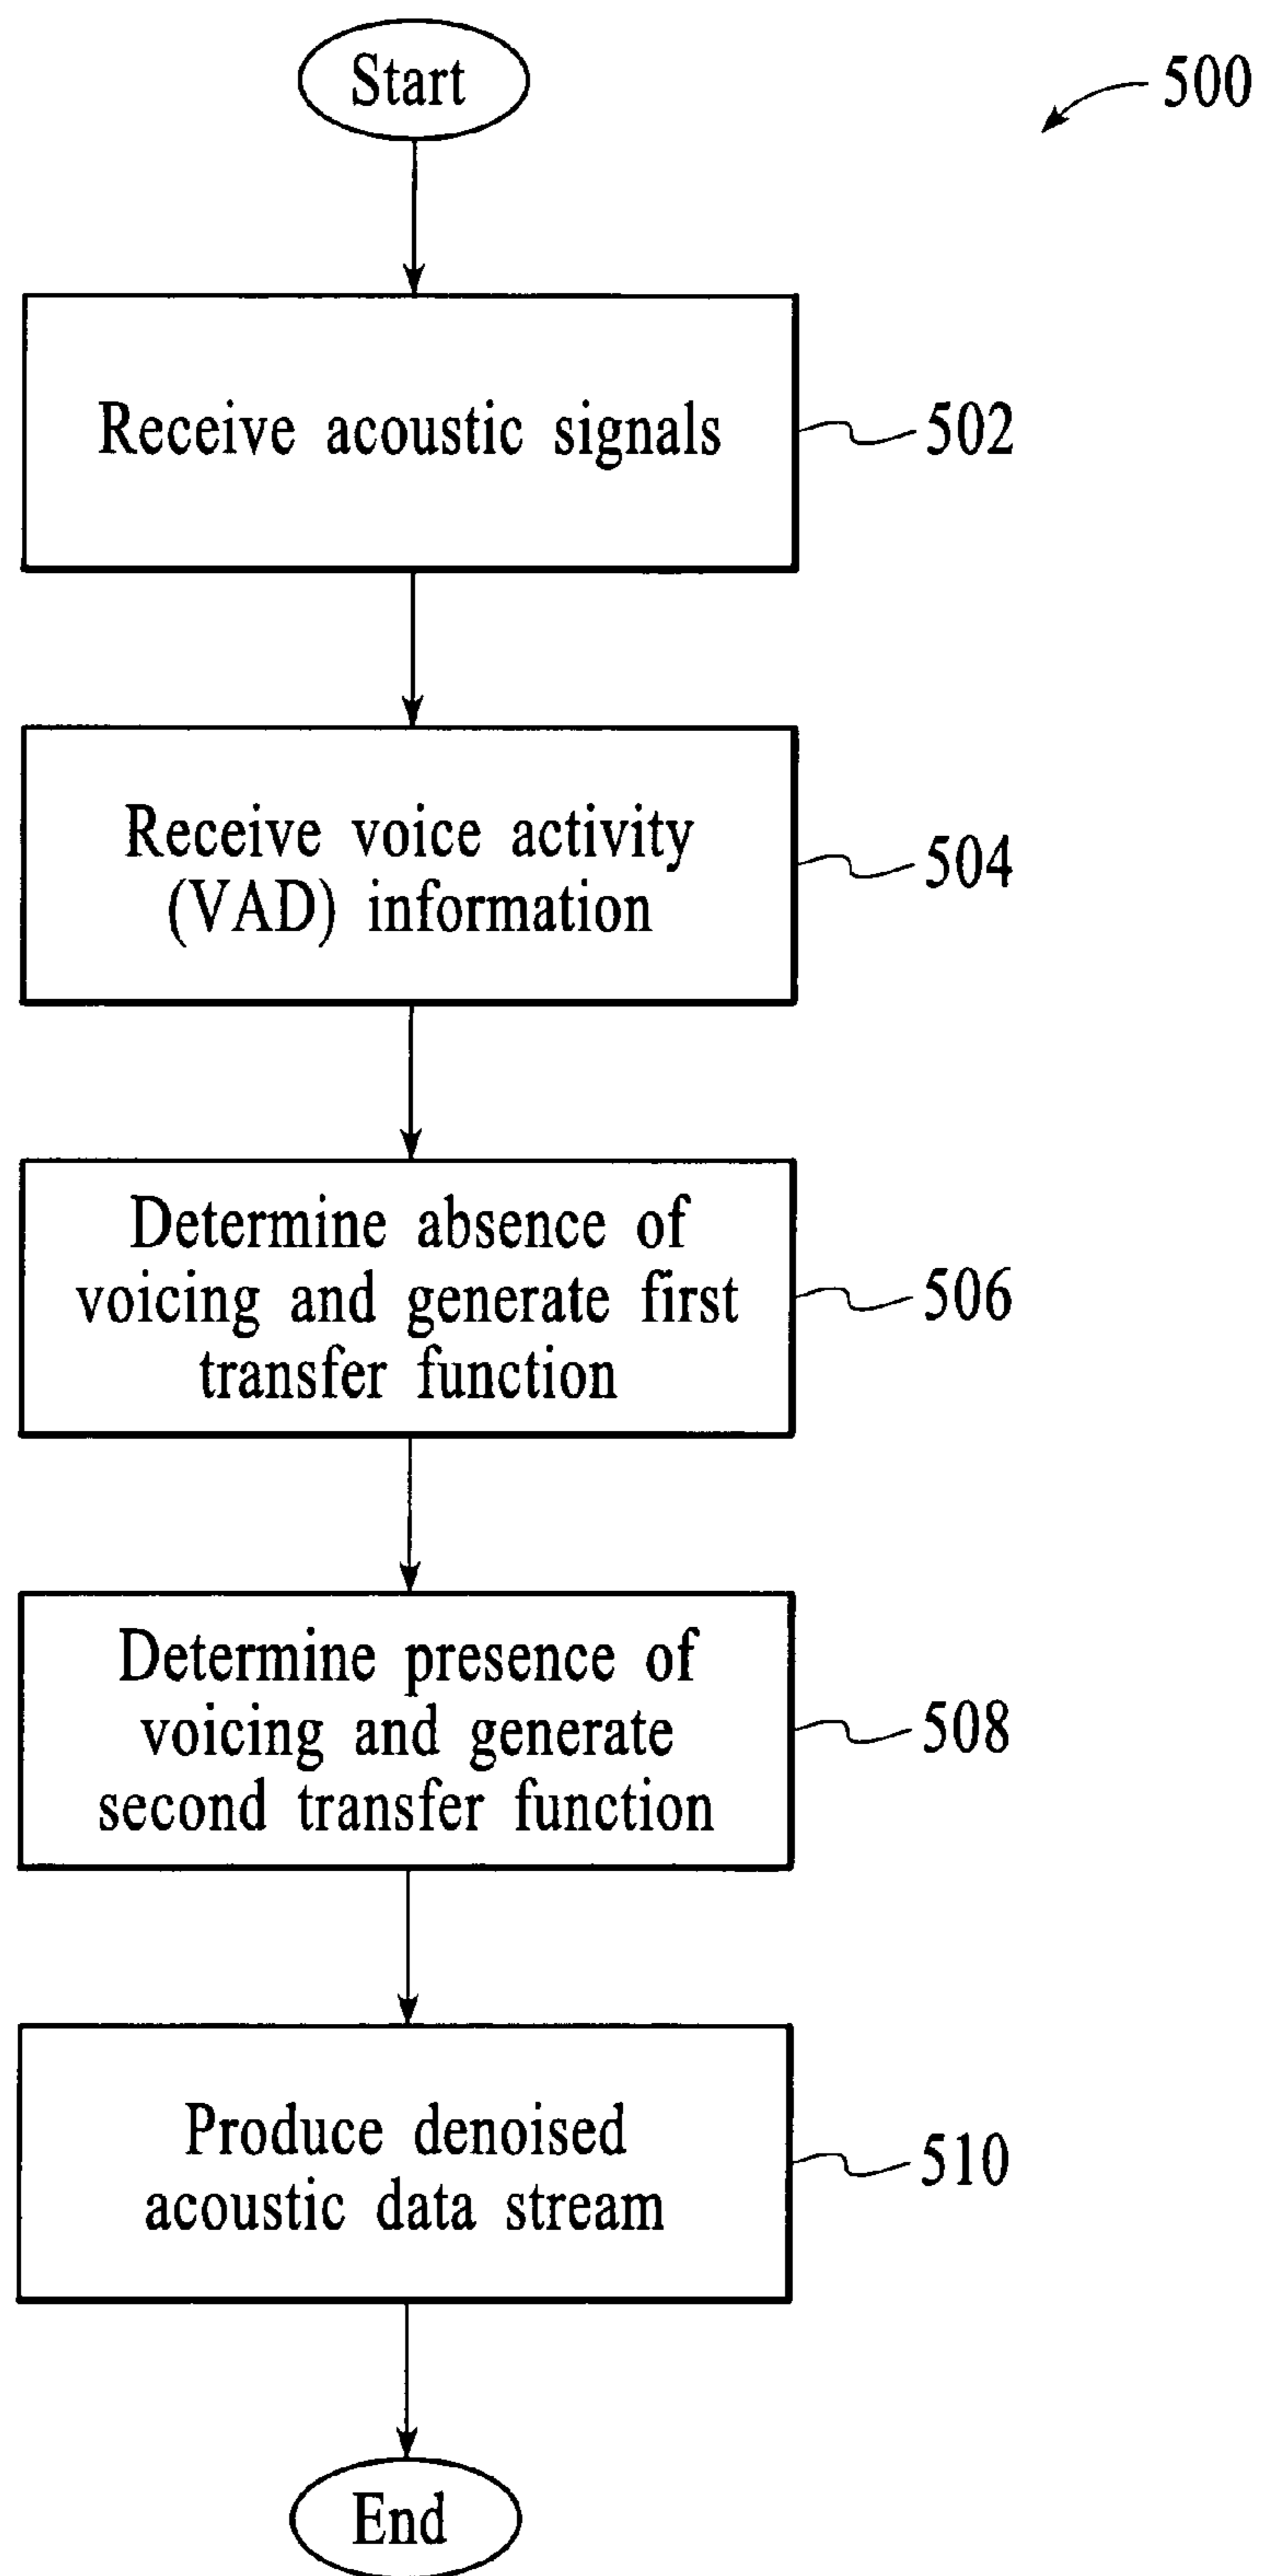 Start
500
Receive acoustic signals
502
Receive voice activity
(VAD) information
504
Determine absence of
voicing and generate first
transfer function
506
Determine presence of
voicing and generate
second transfer function
508
Produce denoised
acoustic data stream
510
End